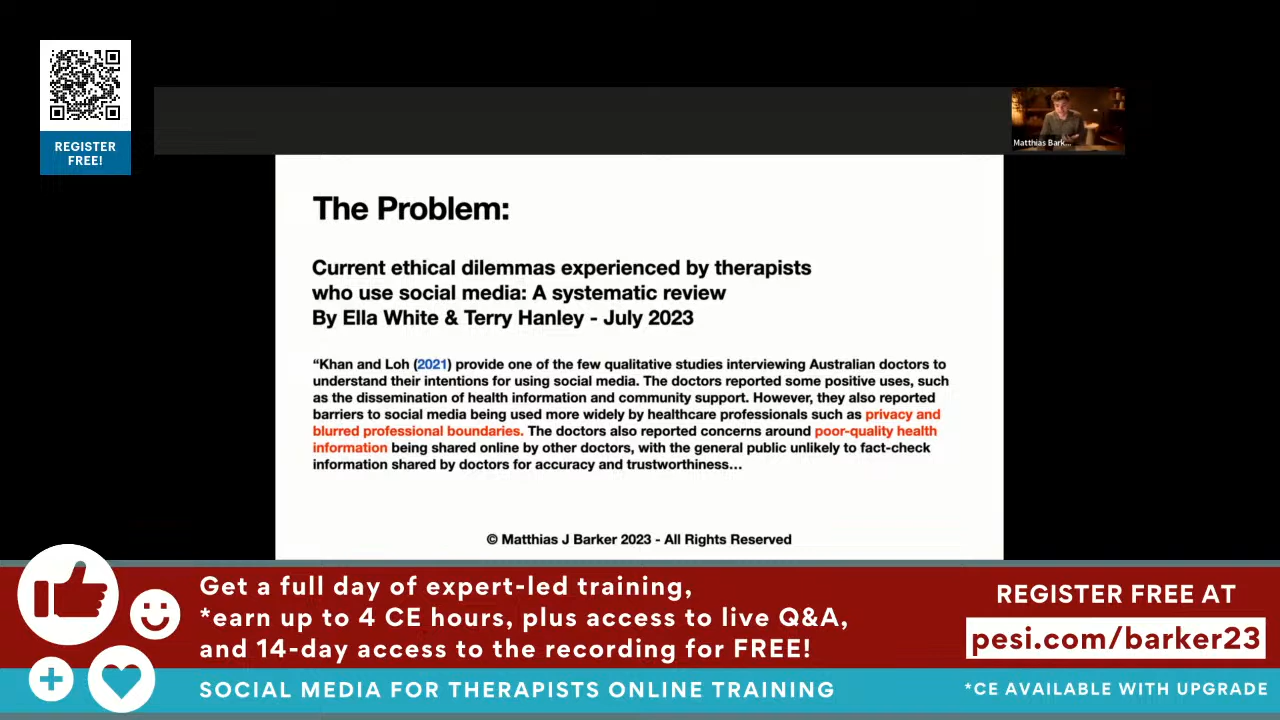 REGISTER
FREE!
Matthias Bark...
The Problem:
Current ethical dilemmas experienced by therapists
who use social media: A systematic review
By Ella White & Terry Hanley - July 2023
“Khan and Loh (2021) provide one of the few qualitative studies interviewing Australian doctors to
understand their intentions for using social media. The doctors reported some positive uses, such
as the dissemination of health information and community support. However, they also reported
barriers to social media being used more widely by healthcare professionals such as privacy and
blurred professional boundaries. The doctors also reported concerns around poor-quality health
information being shared online by other doctors, with the general public unlikely to fact-check
information shared by doctors for accuracy and trustworthiness…
© Matthias J Barker 2023 - All Rights Reserved
Get a full day of expert-led training,
*earn up to 4 CE hours, plus access to live Q&A,
and 14-day access to the recording for FREE!
REGISTER FREE AT
pesi.com/barker23
SOCIAL MEDIA FOR THERAPISTS ONLINE TRAINING
*CE AVAILABLE WITH UPGRADE